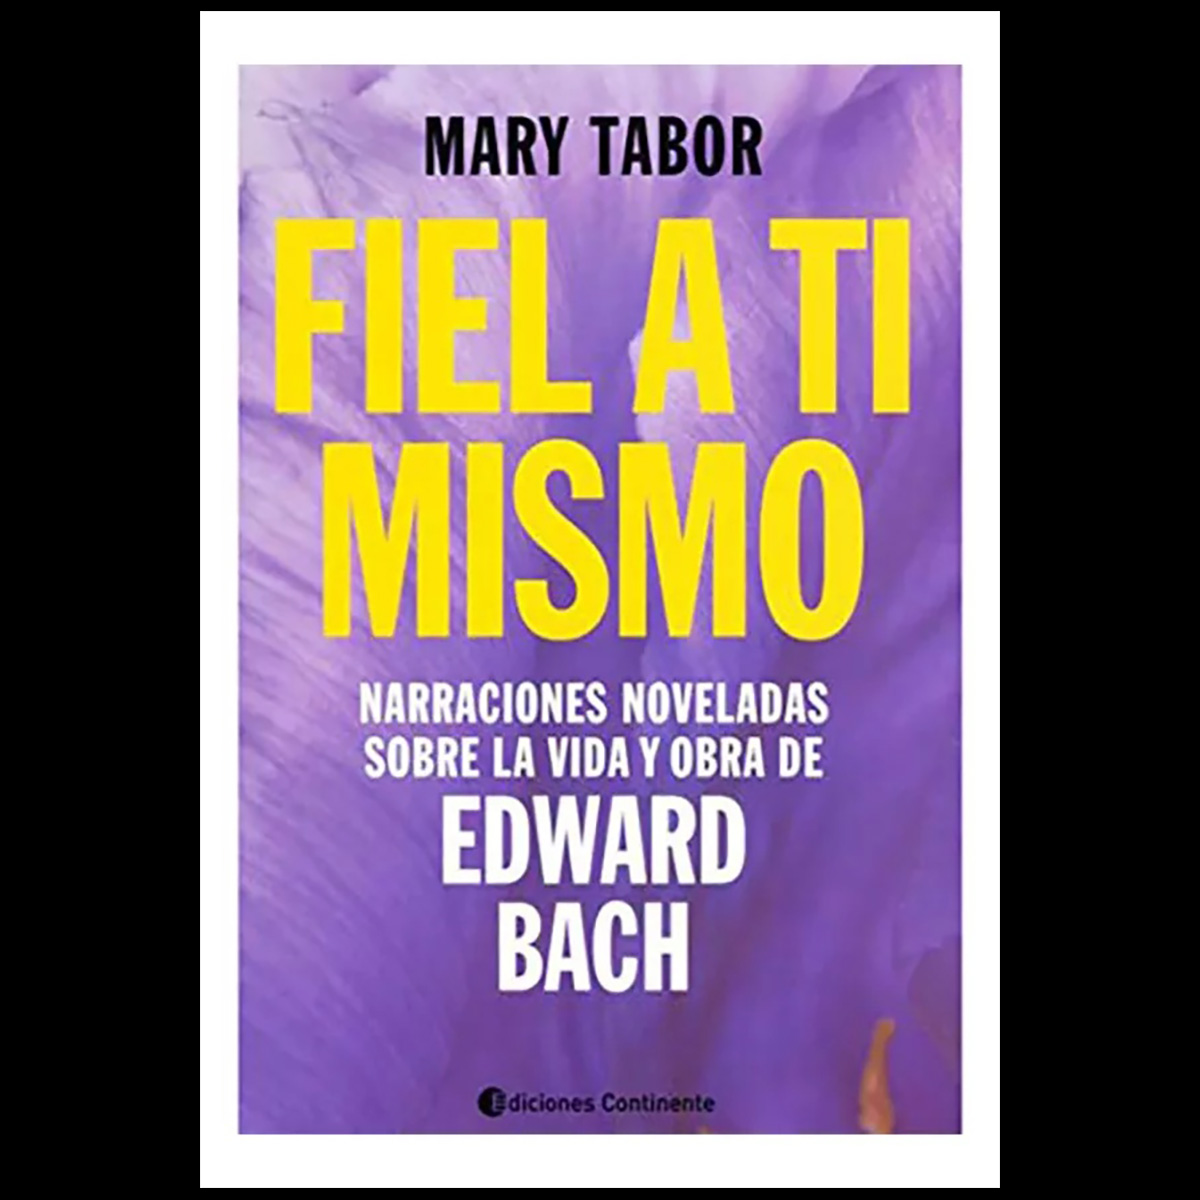 MARY TABOR
FIEL A TI
MISMO
NARRACIONES NOVELADAS
SOBRE LA VIDA Y OBRA DE
EDWARD
BACH
Ediciones Continente